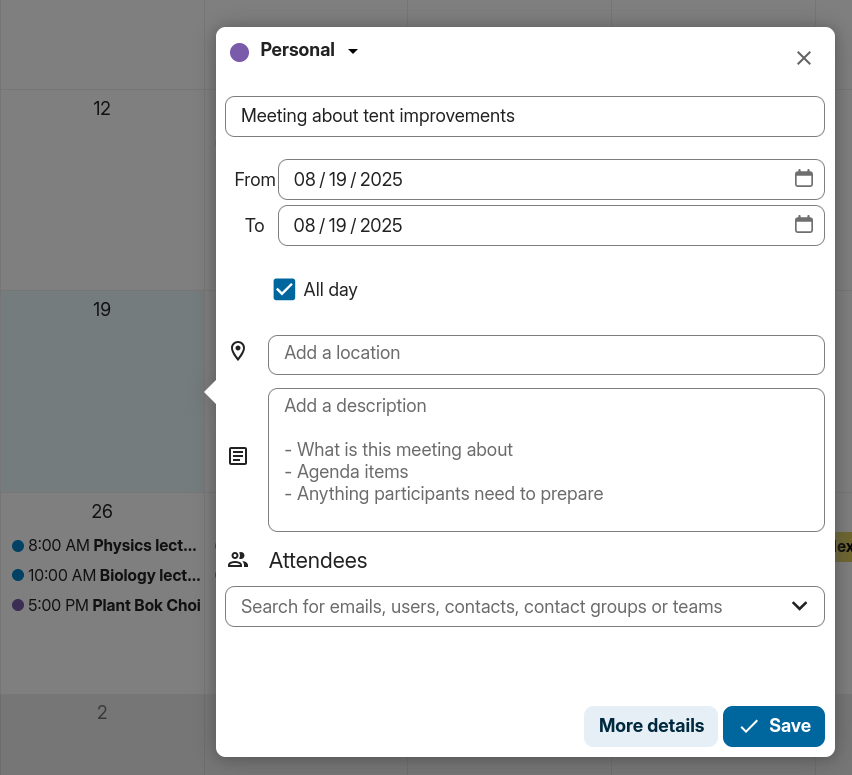 Personal
12
Meeting about tent improvements
From 08 / 19 / 2025
To 08 / 19 / 2025
All day
19
Add a location
Add a description
- What is this meeting about
- Agenda items
- Anything participants need to prepare
26
8:00 AM Physics lect...
10:00 AM Biology lect...
5:00 PM Plant Bok Choi
Attendees
Search for emails, users, contacts, contact groups or teams
2
More details
Save